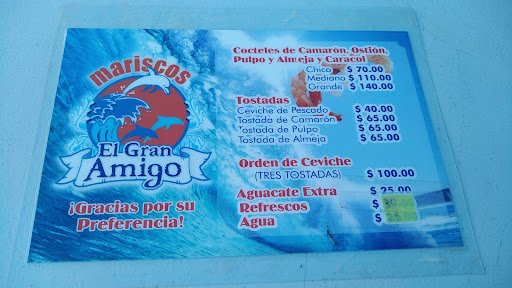 mariscos
El Gran
Amigo
¡Gracias por su
Preferencia!
Cocteles de Camarón, Ostión,
Pulpo y Almeja y Caracol
Chico $ 70.00
Mediano $ 110.00
Grande $ 140.00
Tostadas
Ceviche de Pescado $ 40.00
Tostada de Camarón $ 65.00
Tostada de Pulpo $ 65.00
Tostada de Almeja $ 65.00
Orden de Ceviche
(TRES TOSTADAS) $ 100.00
Aguacate Extra $ 25.00
Refrescos $
Agua $